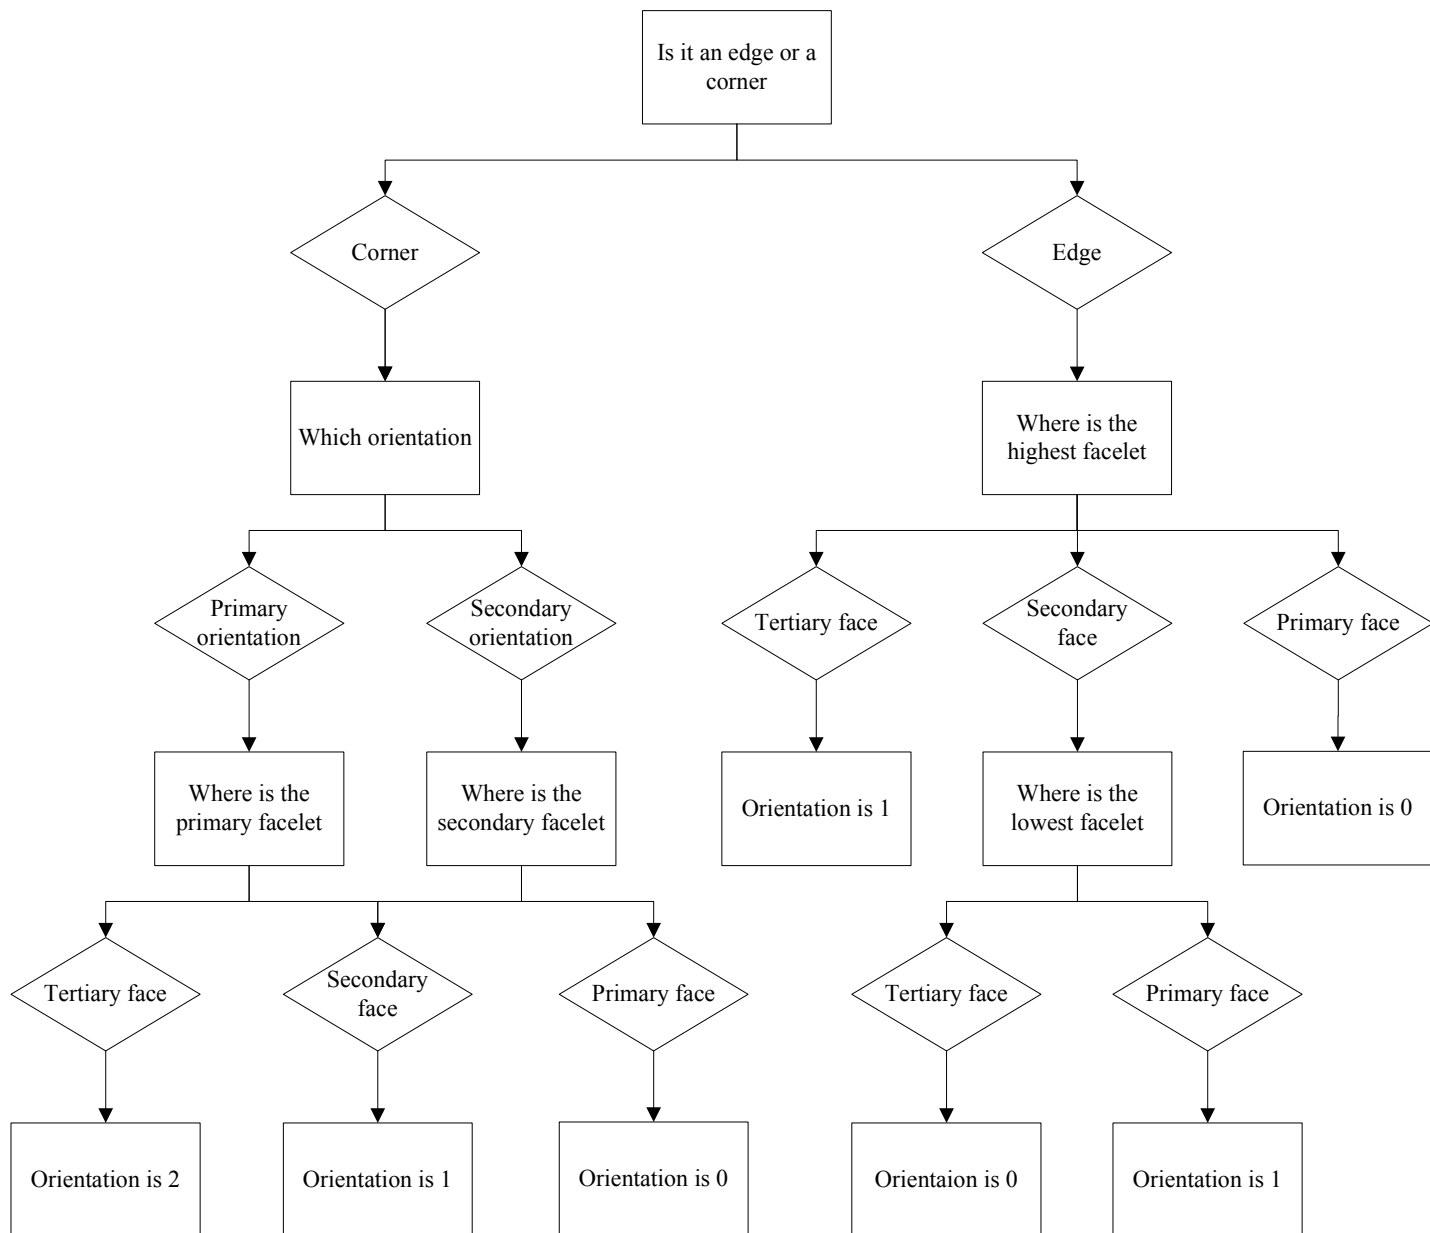 Is it an edge or a
corner
Corner
Edge
Which orientation
Where is the
highest facelet
Primary
orientation
Secondary
orientation
Tertiary face
Secondary
face
Primary face
Where is the
primary facelet
Where is the
secondary facelet
Orientation is 1
Where is the
lowest facelet
Orientation is 0
Tertiary face
Secondary
face
Primary face
Tertiary face
Primary face
Orientation is 2
Orientation is 1
Orientation is 0
Orientaion is 0
Orientation is 1